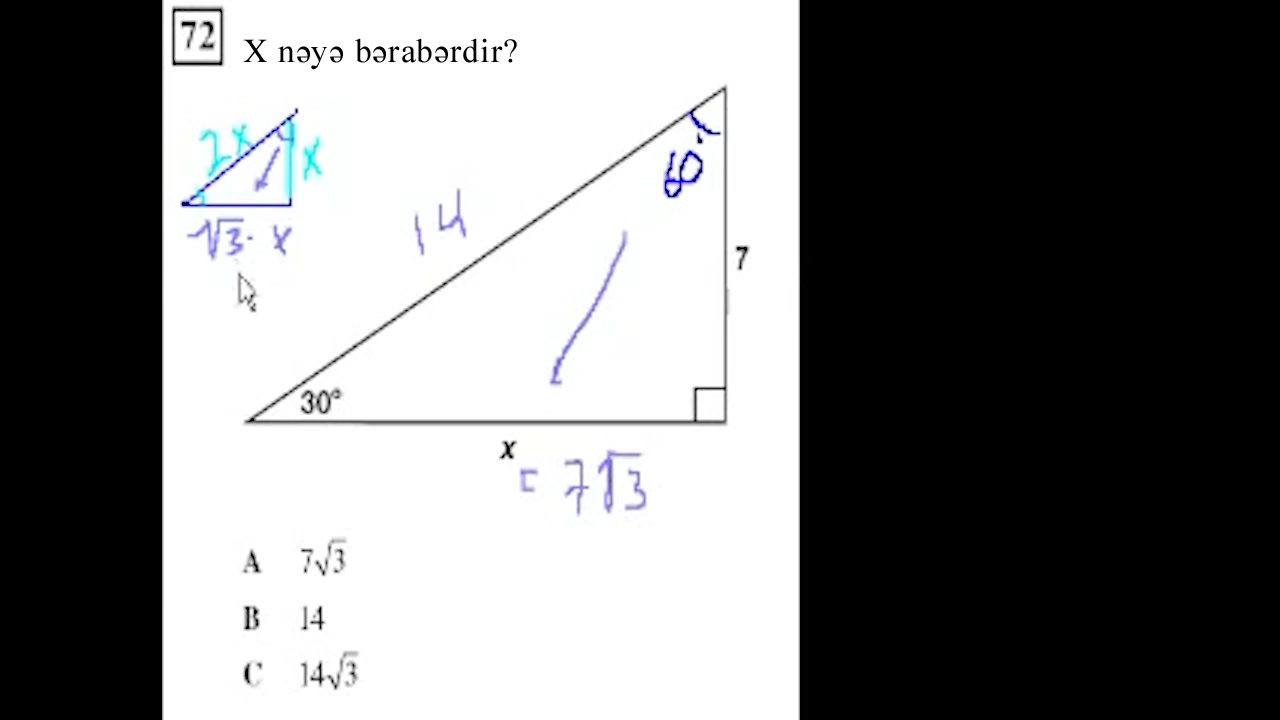 72 X nəyə bərabərdir?
2x
x
√3· x
14
60°
7
30°
x
= 7√3
A 7√3
B 14
C 14√3